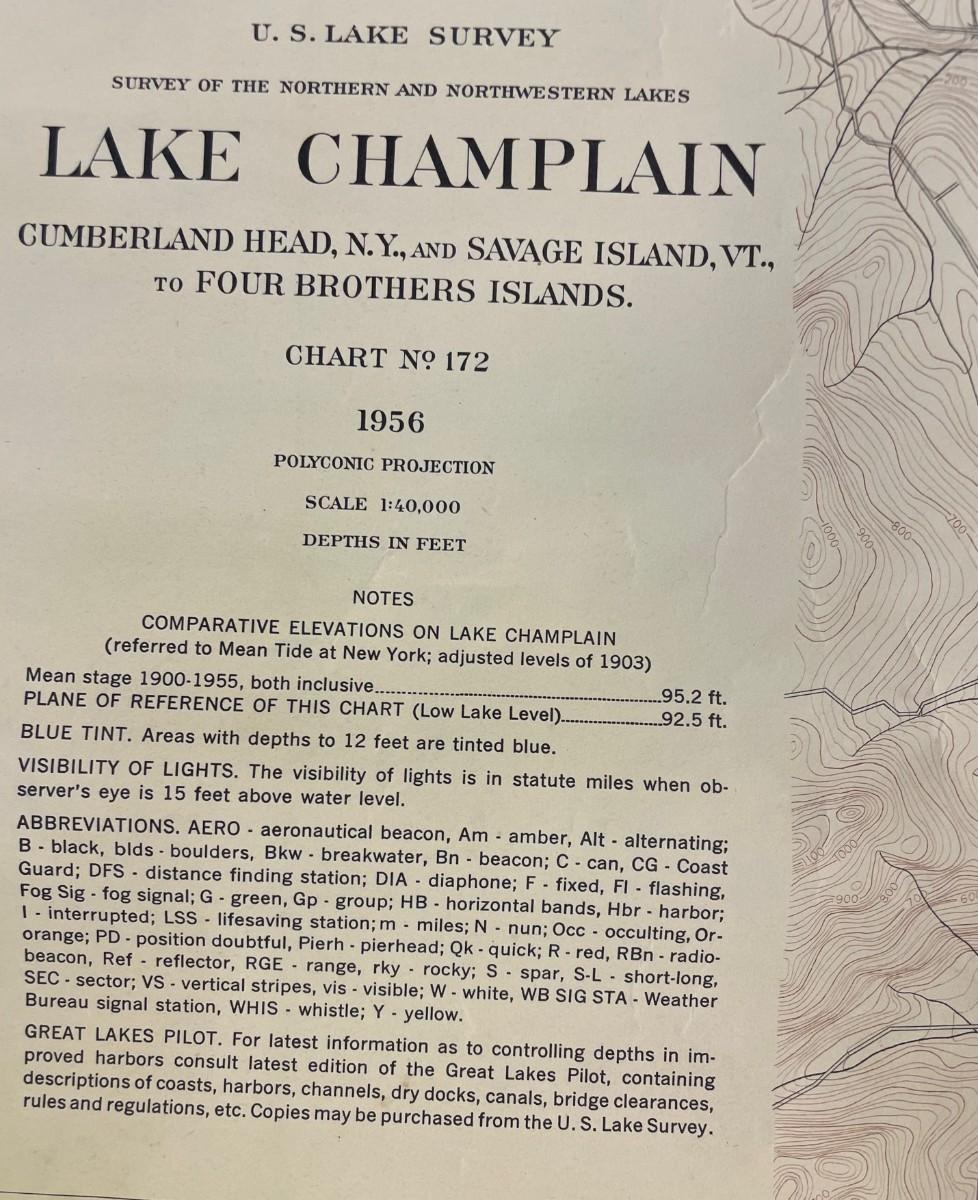 U. S. LAKE SURVEY
SURVEY OF THE NORTHERN AND NORTHWESTERN LAKES
LAKE CHAMPLAIN
CUMBERLAND HEAD, N.Y., AND SAVAGE ISLAND, VT.,
TO FOUR BROTHERS ISLANDS.
CHART Nº 172
1956
POLYCONIC PROJECTION
SCALE 1:40,000
DEPTHS IN FEET
NOTES
COMPARATIVE ELEVATIONS ON LAKE CHAMPLAIN
(referred to Mean Tide at New York; adjusted levels of 1903)
Mean stage 1900-1955, both inclusive........95.2 ft.
PLANE OF REFERENCE OF THIS CHART (Low Lake Level)........92.5 ft.
BLUE TINT. Areas with depths to 12 feet are tinted blue.
VISIBILITY OF LIGHTS. The visibility of lights is in statute miles when ob-
server's eye is 15 feet above water level.
ABBREVIATIONS. AERO - aeronautical beacon, Am - amber, Alt - alternating;
B - black, blds - boulders, Bkw - breakwater, Bn - beacon; C - can, CG - Coast
Guard; DFS - distance finding station; DIA - diaphone; F - fixed, Fl - flashing,
Fog Sig - fog signal; G - green, Gp - group; HB - horizontal bands, Hbr - harbor;
I - interrupted; LSS - lifesaving station; m - miles; N - nun; Occ - occulting, Or-
orange; PD - position doubtful, Pierh - pierhead; Qk - quick; R - red, RBn - radio-
beacon, Ref - reflector, RGE - range, rky - rocky; S - spar, S-L - short-long,
SEC - sector; VS - vertical stripes, vis - visible; W - white, WB SIG STA - Weather
Bureau signal station, WHIS - whistle; Y - yellow.
GREAT LAKES PILOT. For latest information as to controlling depths in im-
proved harbors consult latest edition of the Great Lakes Pilot, containing
descriptions of coasts, harbors, channels, dry docks, canals, bridge clearances,
rules and regulations, etc. Copies may be purchased from the U. S. Lake Survey.
200
1000
900
800
700
1000
900
800